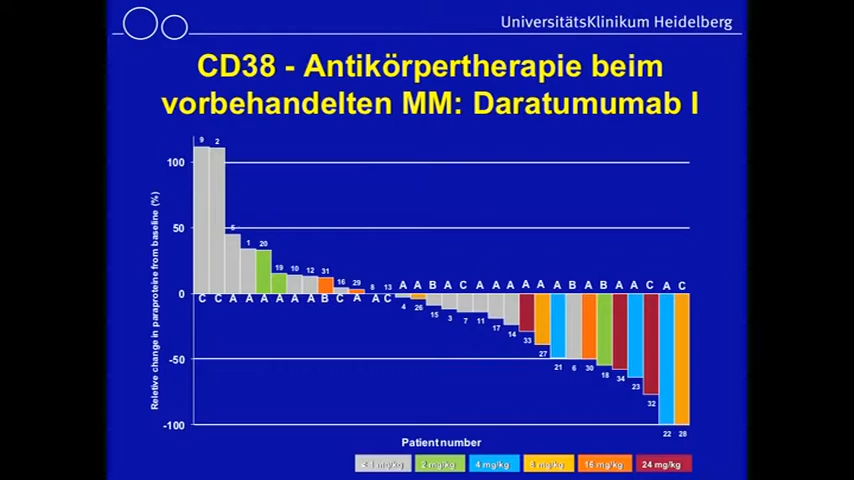 UniversitätsKlinikum Heidelberg
CD38 - Antikörpertherapie beim
vorbehandelten MM: Daratumumab I
Reletive change in paraproteine from baseline (%)
100
50
0
-50
-100
9 2 5 1 20 19 10 12 31 16 29 8 13
C C A A A A A A B C A A C
A A B A C A A A A A A B A B A A C A C
4 26 15 3 7 11 17 14 33 27 21 6 30 18 34 23 32 22 28
Patient number
2 mg/kg 4 mg/kg 8 mg/kg 16 mg/kg 24 mg/kg